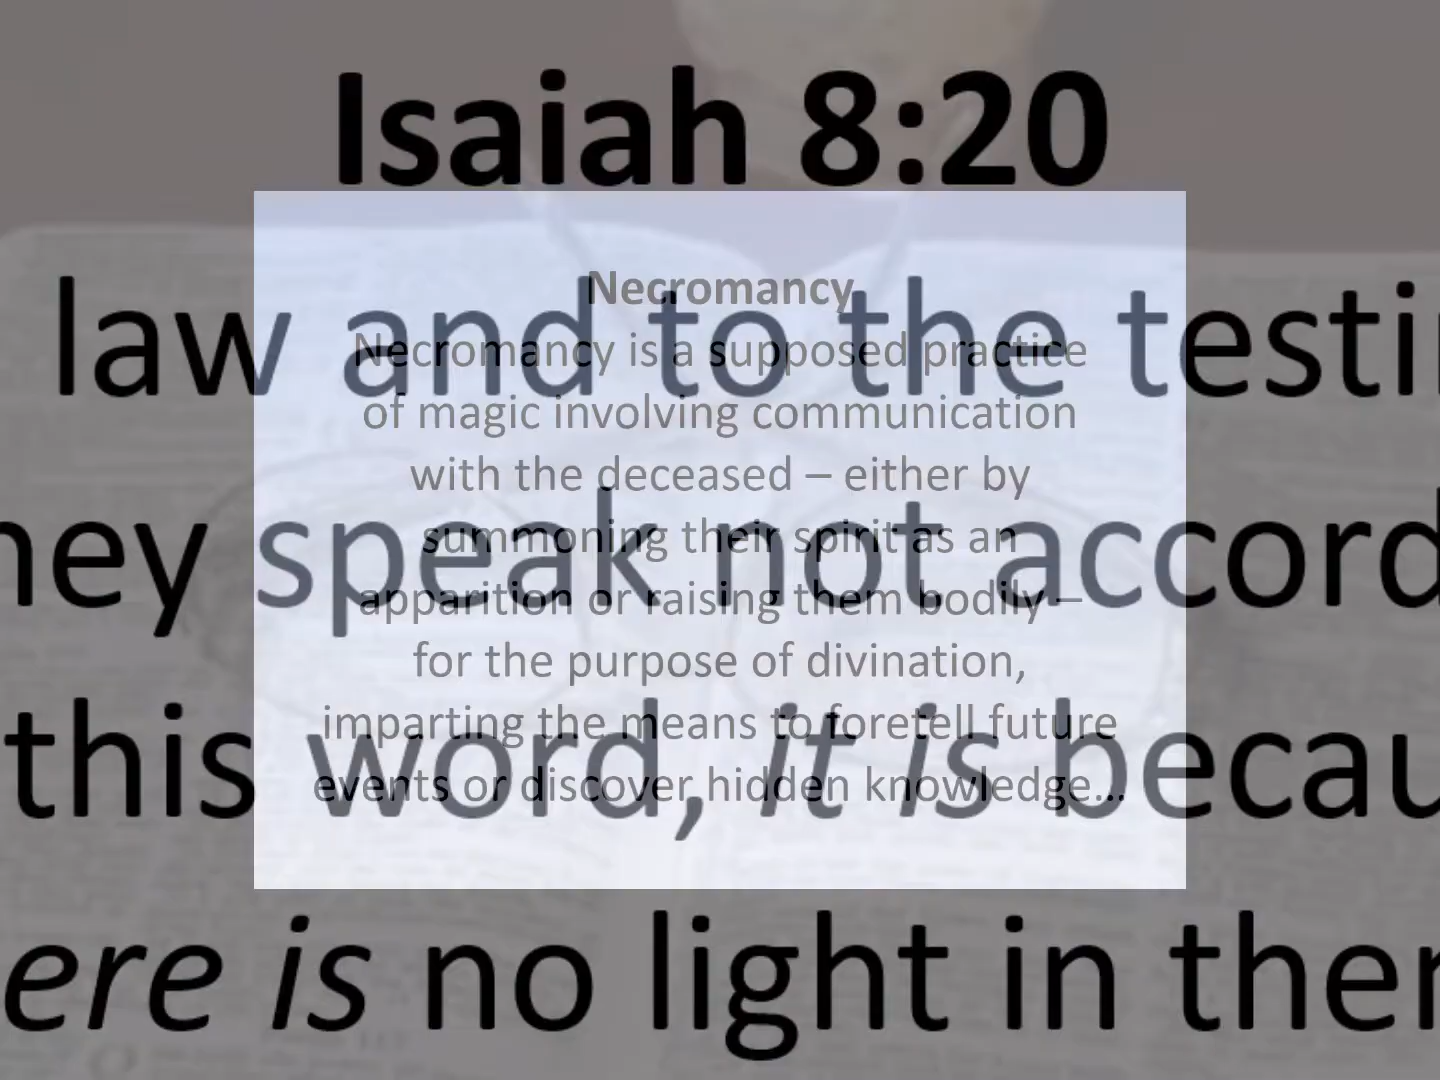 Isaiah 8:20
law and to the testi
hey speak not accord
this word, it is becau
ere is no light in ther
Necromancy
Necromancy is a supposed practice
of magic involving communication
with the deceased – either by
summoning their spirit as an
apparition or raising them bodily –
for the purpose of divination,
imparting the means to foretell future
events or discover hidden knowledge...